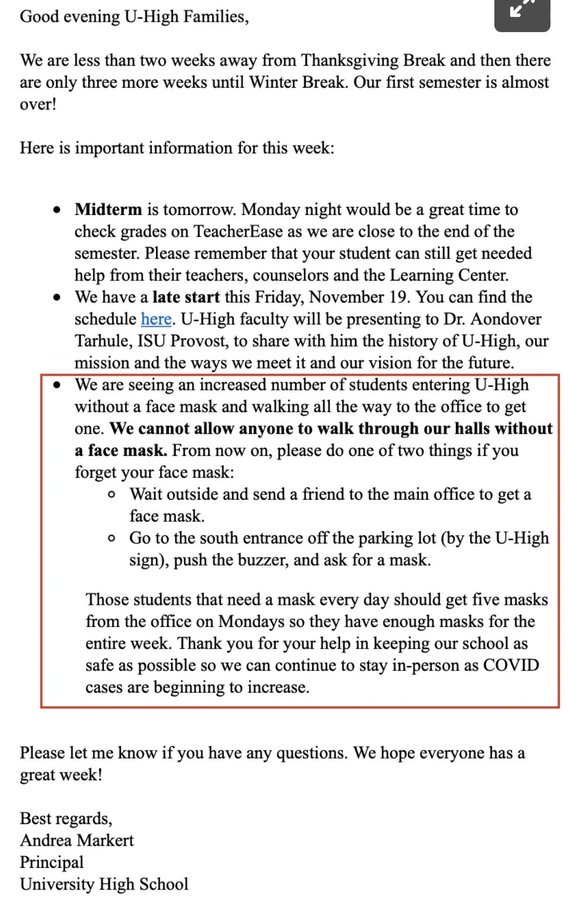 Good evening U-High Families,
We are less than two weeks away from Thanksgiving Break and then there
are only three more weeks until Winter Break. Our first semester is almost
over!
Here is important information for this week:
• Midterm is tomorrow. Monday night would be a great time to
check grades on TeacherEase as we are close to the end of the
semester. Please remember that your student can still get needed
help from their teachers, counselors and the Learning Center.
• We have a late start this Friday, November 19. You can find the
schedule here. U-High faculty will be presenting to Dr. Aondover
Tarhule, ISU Provost, to share with him the history of U-High, our
mission and the ways we meet it and our vision for the future.
• We are seeing an increased number of students entering U-High
without a face mask and walking all the way to the office to get
one. We cannot allow anyone to walk through our halls without
a face mask. From now on, please do one of two things if you
forget your face mask:
o Wait outside and send a friend to the main office to get a
face mask.
o Go to the south entrance off the parking lot (by the U-High
sign), push the buzzer, and ask for a mask.
Those students that need a mask every day should get five masks
from the office on Mondays so they have enough masks for the
entire week. Thank you for your help in keeping our school as
safe as possible so we can continue to stay in-person as COVID
cases are beginning to increase.
Please let me know if you have any questions. We hope everyone has a
great week!
Best regards,
Andrea Markert
Principal
University High School